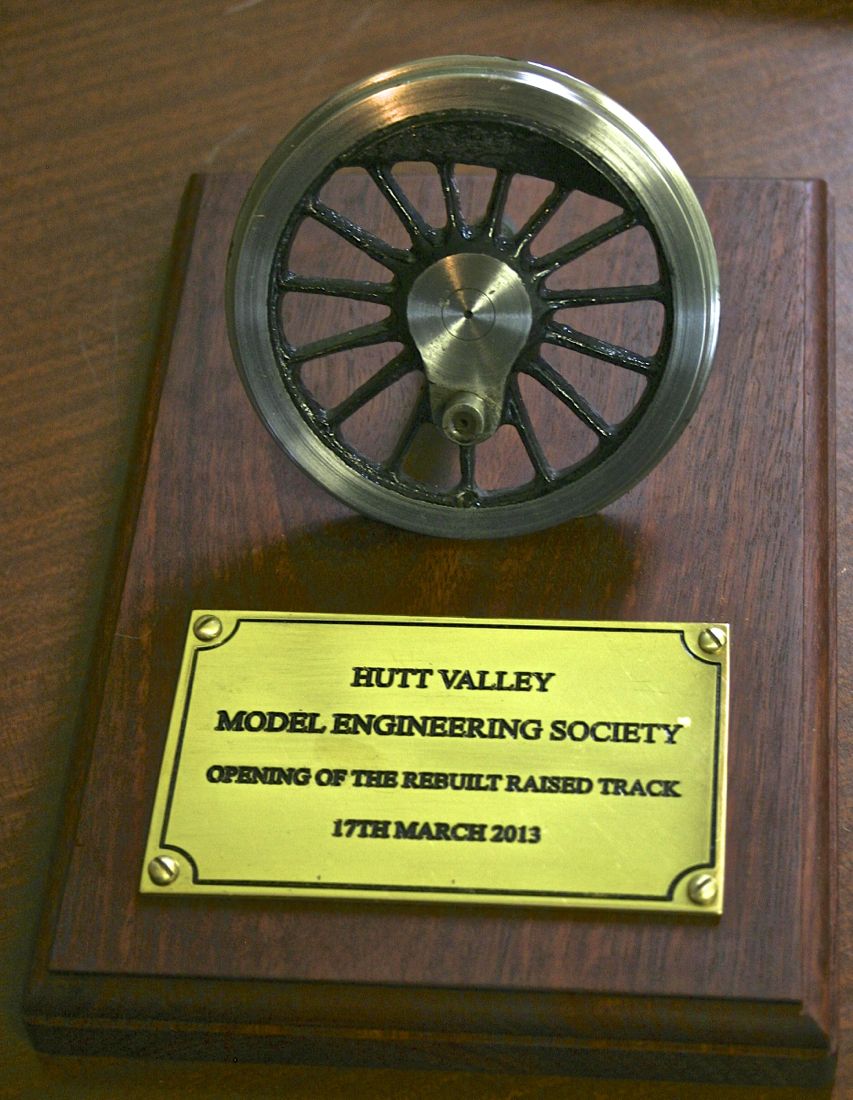 HUTT VALLEY
MODEL ENGINEERING SOCIETY
OPENING OF THE REBUILT RAISED TRACK
17TH MARCH 2013